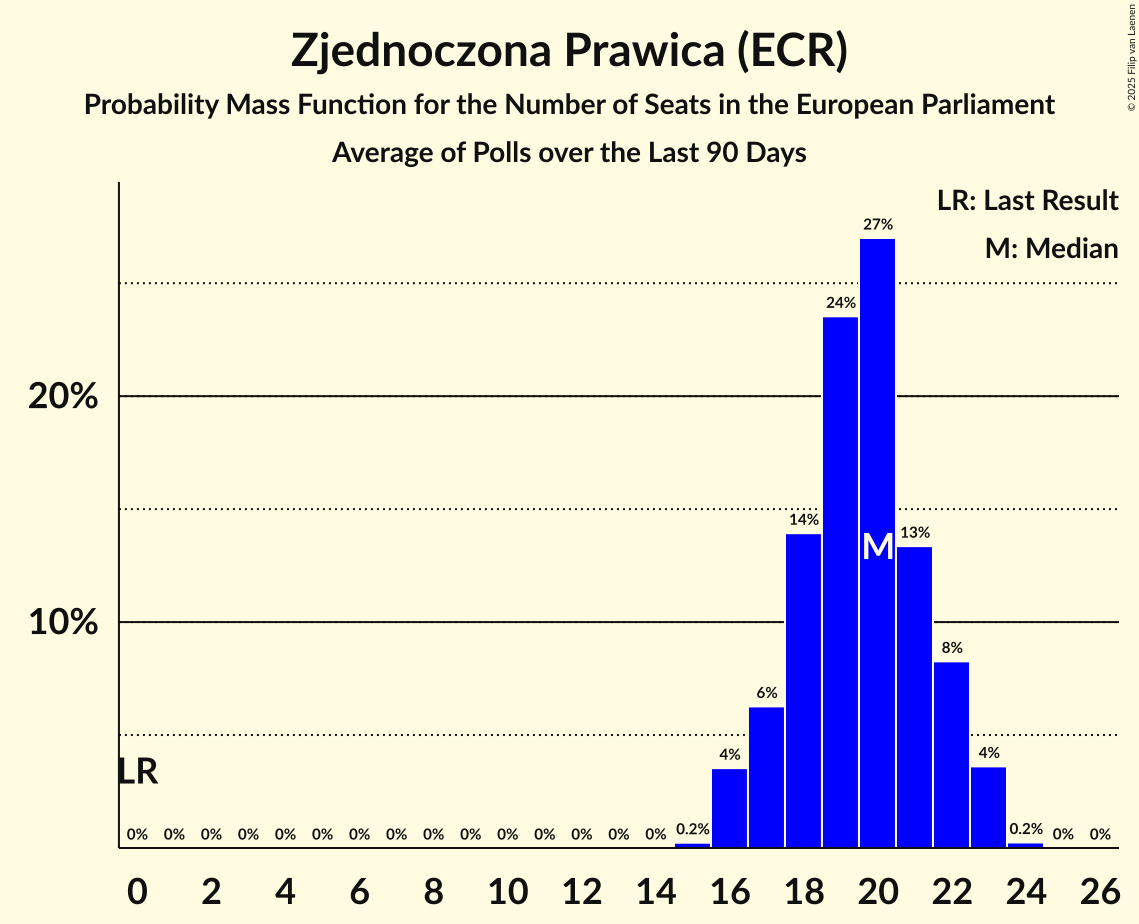 Zjednoczona Prawica (ECR)
Probability Mass Function for the Number of Seats in the European Parliament
Average of Polls over the Last 90 Days
© 2025 Filip van Laenen
LR: Last Result
M: Median
27%
24%
20%
14%
M
13%
10%
8%
6%
4%
4%
LR
0% 0% 0% 0% 0% 0% 0% 0% 0% 0% 0% 0% 0% 0% 0% 0.2% 0.2% 0% 0%
0 2 4 6 8 10 12 14 16 18 20 22 24 26